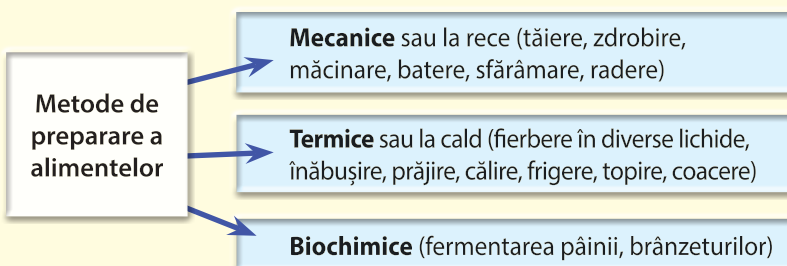 Metode de
preparare a
alimentelor
Mecanice sau la rece (tăiere, zdrobire,
măcinare, batere, sfărâmare, radere)
Termice sau la cald (fierbere în diverse lichide,
înăbușire, prăjire, călire, frigere, topire, coacere)
Biochimice (fermentarea pâinii, brânzeturilor)